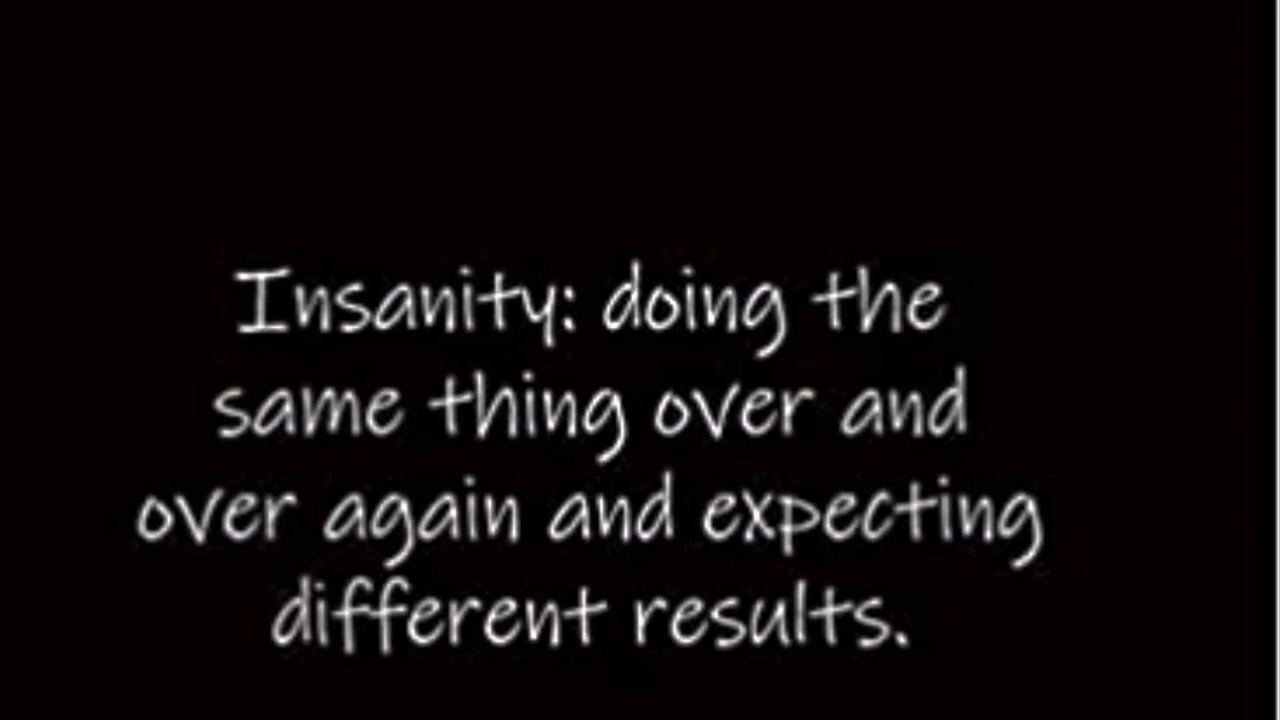 Insanity: doing the
same thing over and
over again and expecting
different results.